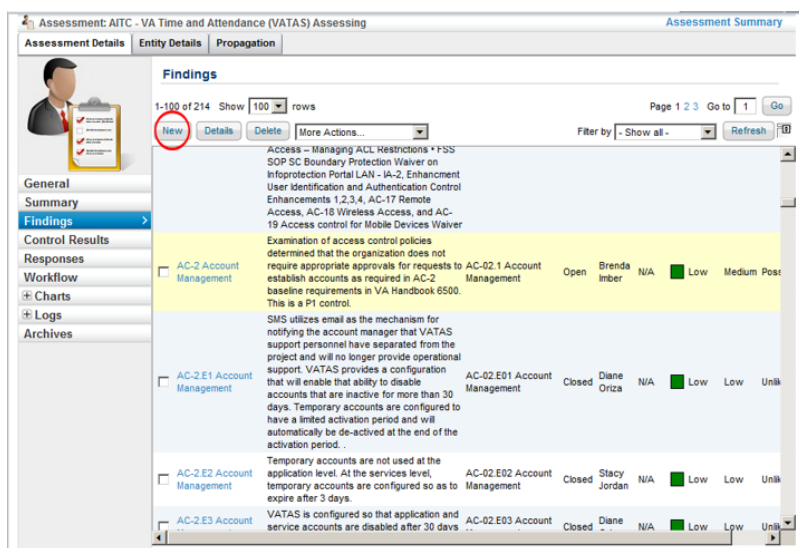 Assessment: AITC - VA Time and Attendance (VATAS) Assessing
Assessment Summary
Assessment Details Entity Details Propagation
Findings
1-100 of 214 Show 100 rows
Page 1 2 3 Go to 1 Go
New Details Delete More Actions...
Filter by - Show all - Refresh
General
Summary
Findings
Control Results
Responses
Workflow
Charts
Logs
Archives
Access – Managing ACL Restrictions • FSS
SOP SC Boundary Protection Waiver on
Infoprotection Portal LAN - IA-2, Enhancment
User Identification and Authentication Control
Enhancements 1,2,3,4, AC-17 Remote
Access, AC-18 Wireless Access, and AC-
19 Access control for Mobile Devices Waiver
AC-2 Account
Management
Examination of access control policies
determined that the organization does not
require appropriate approvals for requests to
establish accounts as required in AC-2
baseline requirements in VA Handbook 6500.
This is a P1 control.
AC-02.1 Account
Management
Open
Brenda
Imber
N/A
Low
Medium
Poss
AC-2.E1 Account
Management
SMS utilizes email as the mechanism for
notifying the account manager that VATAS
support personnel have separated from the
project and will no longer provide operational
support. VATAS provides a configuration
that will enable that ability to disable
accounts that are inactive for more than 30
days. Temporary accounts are configured to
have a limited activation period and will
automatically be de-actived at the end of the
activation period. .
AC-02.E01 Account
Management
Closed
Diane
Oriza
N/A
Low
Low
Unlik
AC-2.E2 Account
Management
Temporary accounts are not used at the
application level. At the services level,
temporary accounts are configured so as to
expire after 3 days.
AC-02.E02 Account
Management
Closed
Stacy
Jordan
N/A
Low
Low
Unlik
AC-2.E3 Account
Management
VATAS is configured so that application and
service accounts are disabled after 30 days
AC-02.E03 Account
Management
Closed
Diane
N/A
Low
Low
Unlik